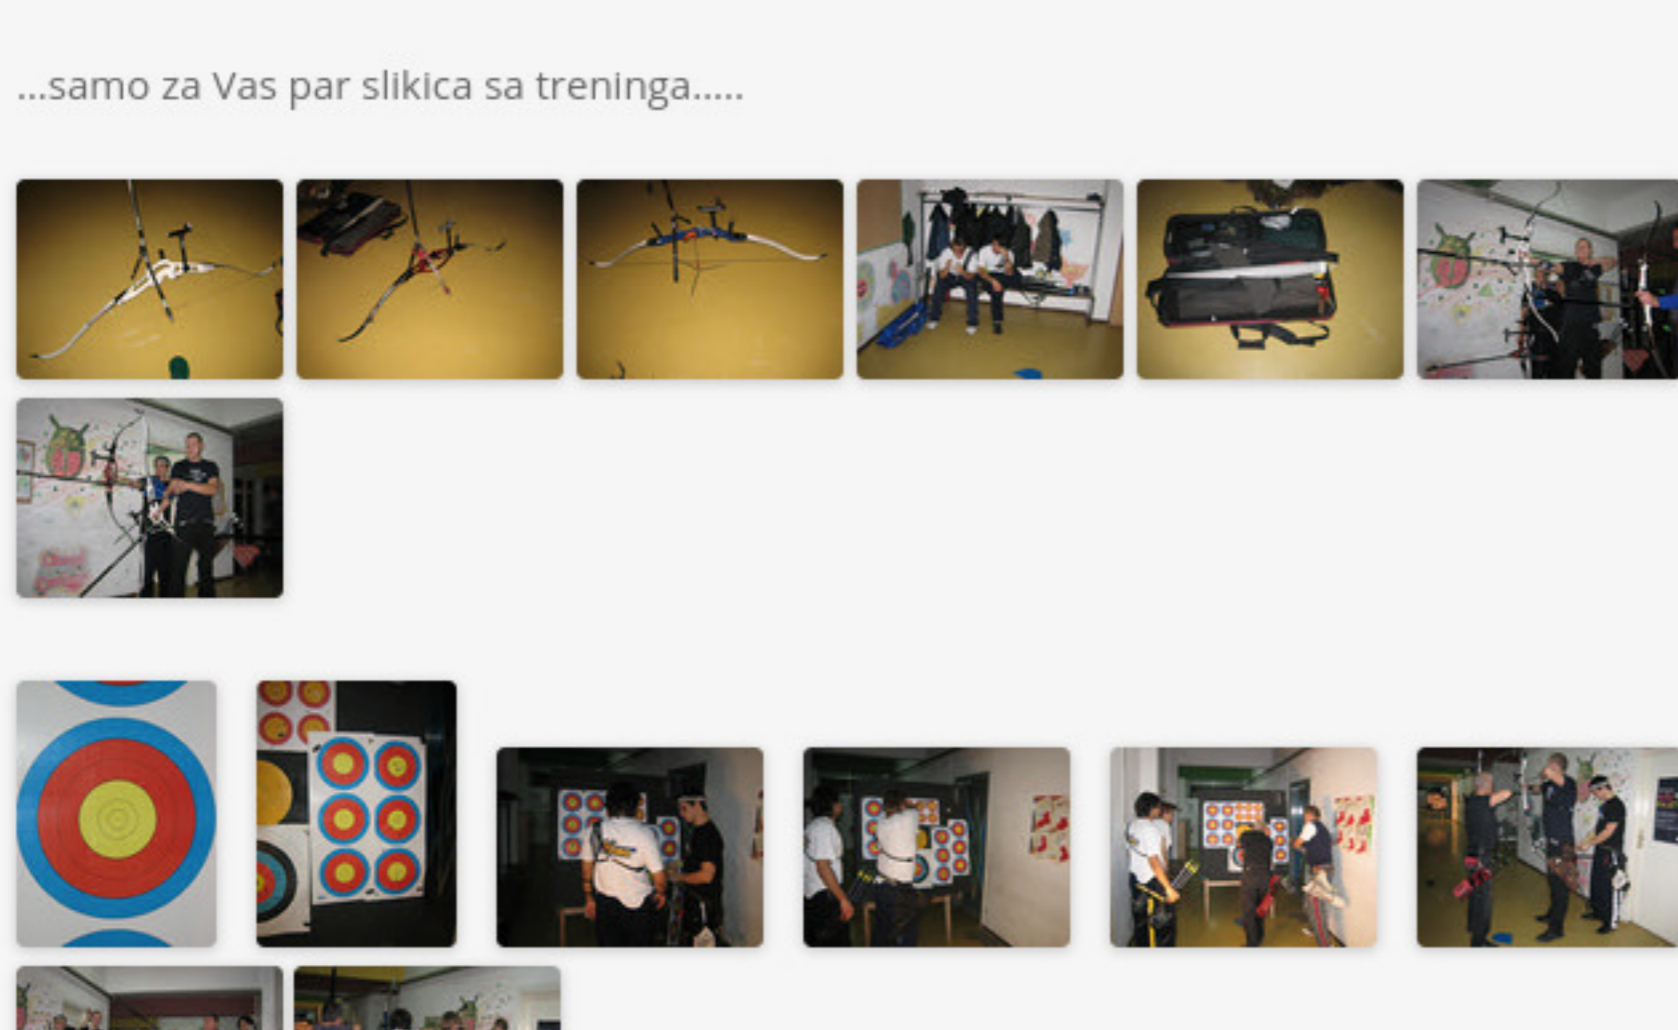 ...samo za Vas par slikica sa treninga.....